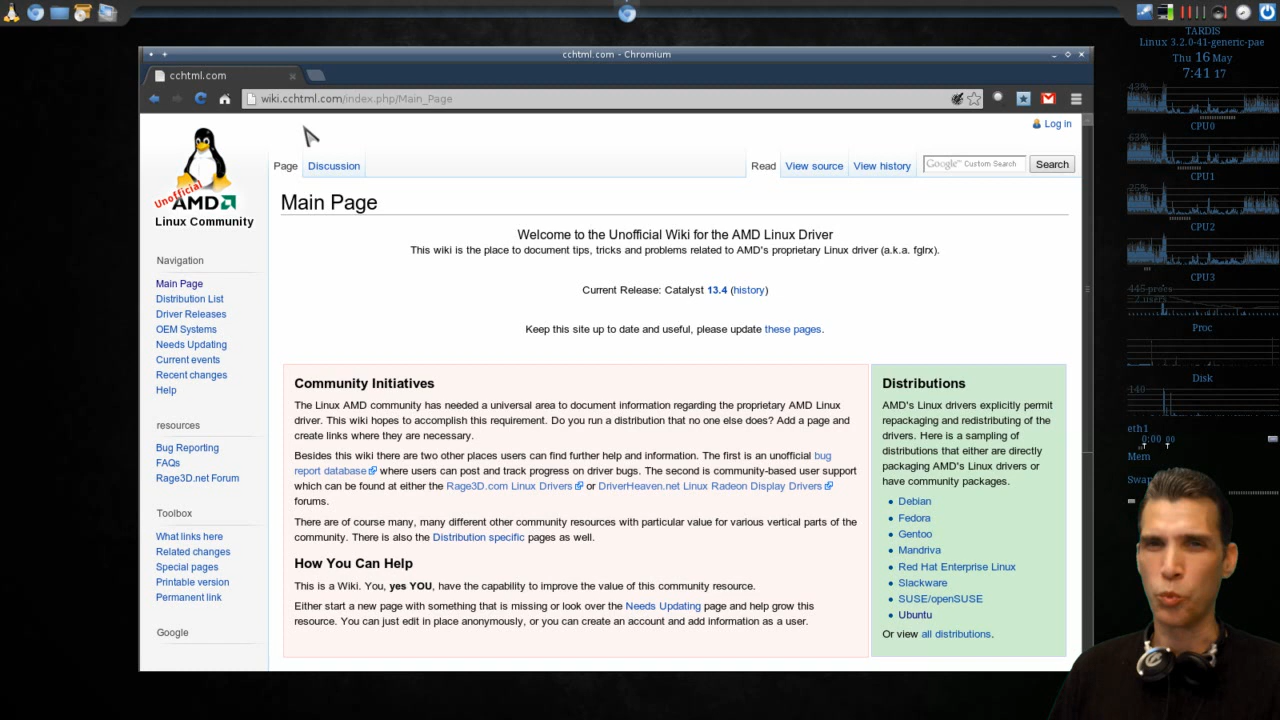 cchtml.com - Chromium
cchtml.com
wiki.cchtml.com/index.php/Main_Page
Log in
Unofficial
AMD
Linux Community
Page
Discussion
Read
View source
View history
Google™ Custom Search
Search
Navigation
Main Page
Distribution List
Driver Releases
OEM Systems
Needs Updating
Current events
Recent changes
Help
resources
Bug Reporting
FAQs
Rage3D.net Forum
Toolbox
What links here
Related changes
Special pages
Printable version
Permanent link
Google
Main Page
Welcome to the Unofficial Wiki for the AMD Linux Driver
This wiki is the place to document tips, tricks and problems related to AMD's proprietary Linux driver (a.k.a. fglrx).
Current Release: Catalyst 13.4 (history)
Keep this site up to date and useful, please update these pages.
Community Initiatives
The Linux AMD community has needed a universal area to document information regarding the proprietary AMD Linux
driver. This wiki hopes to accomplish this requirement. Do you run a distribution that no one else does? Add a page and
create links where they are necessary.
Besides this wiki there are two other places users can find further help and information. The first is an unofficial bug
report database where users can post and track progress on driver bugs. The second is community-based user support
which can be found at either the Rage3D.com Linux Drivers or DriverHeaven.net Linux Radeon Display Drivers
forums.
There are of course many, many different other community resources with particular value for various vertical parts of the
community. There is also the Distribution specific pages as well.
How You Can Help
This is a Wiki. You, yes YOU, have the capability to improve the value of this community resource.
Either start a new page with something that is missing or look over the Needs Updating page and help grow this
resource. You can just edit in place anonymously, or you can create an account and add information as a user.
Distributions
AMD's Linux drivers explicitly permit
repackaging and redistributing of the
drivers. Here is a sampling of
distributions that either are directly
packaging AMD's Linux drivers or
have community packages.
Debian
Fedora
Gentoo
Mandriva
Red Hat Enterprise Linux
Slackware
SUSE/openSUSE
Ubuntu
Or view all distributions.
TARDIS
Linux 3.2.0-41-generic-pae
Thu 16 May
7:41 17
CPU0
CPU1
CPU2
CPU3
445 procs
Proc
Disk
eth1
0:00 00
Mem
Swap